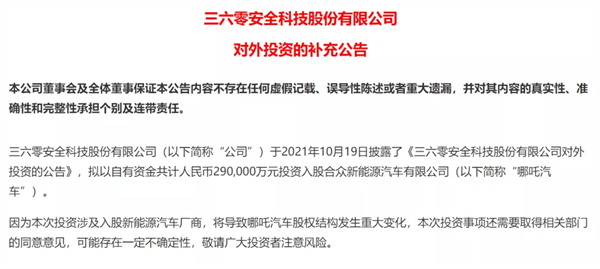 三六零安全科技股份有限公司
对外投资的补充公告
本公司董事会及全体董事保证本公告内容不存在任何虚假记载、误导性陈述或者重大遗漏，并对其内容的真实性、准
确性和完整性承担个别及连带责任。
三六零安全科技股份有限公司（以下简称“公司”）于2021年10月19日披露了《三六零安全科技股份有限公司对外
投资的公告》，拟以自有资金共计人民币290,000万元投资入股合众新能源汽车有限公司（以下简称“哪吒汽
车”）。
因为本次投资涉及入股新能源汽车厂商，将导致哪吒汽车股权结构发生重大变化，本次投资事项还需要取得相关部门
的同意意见，可能存在一定不确定性，敬请广大投资者注意风险。